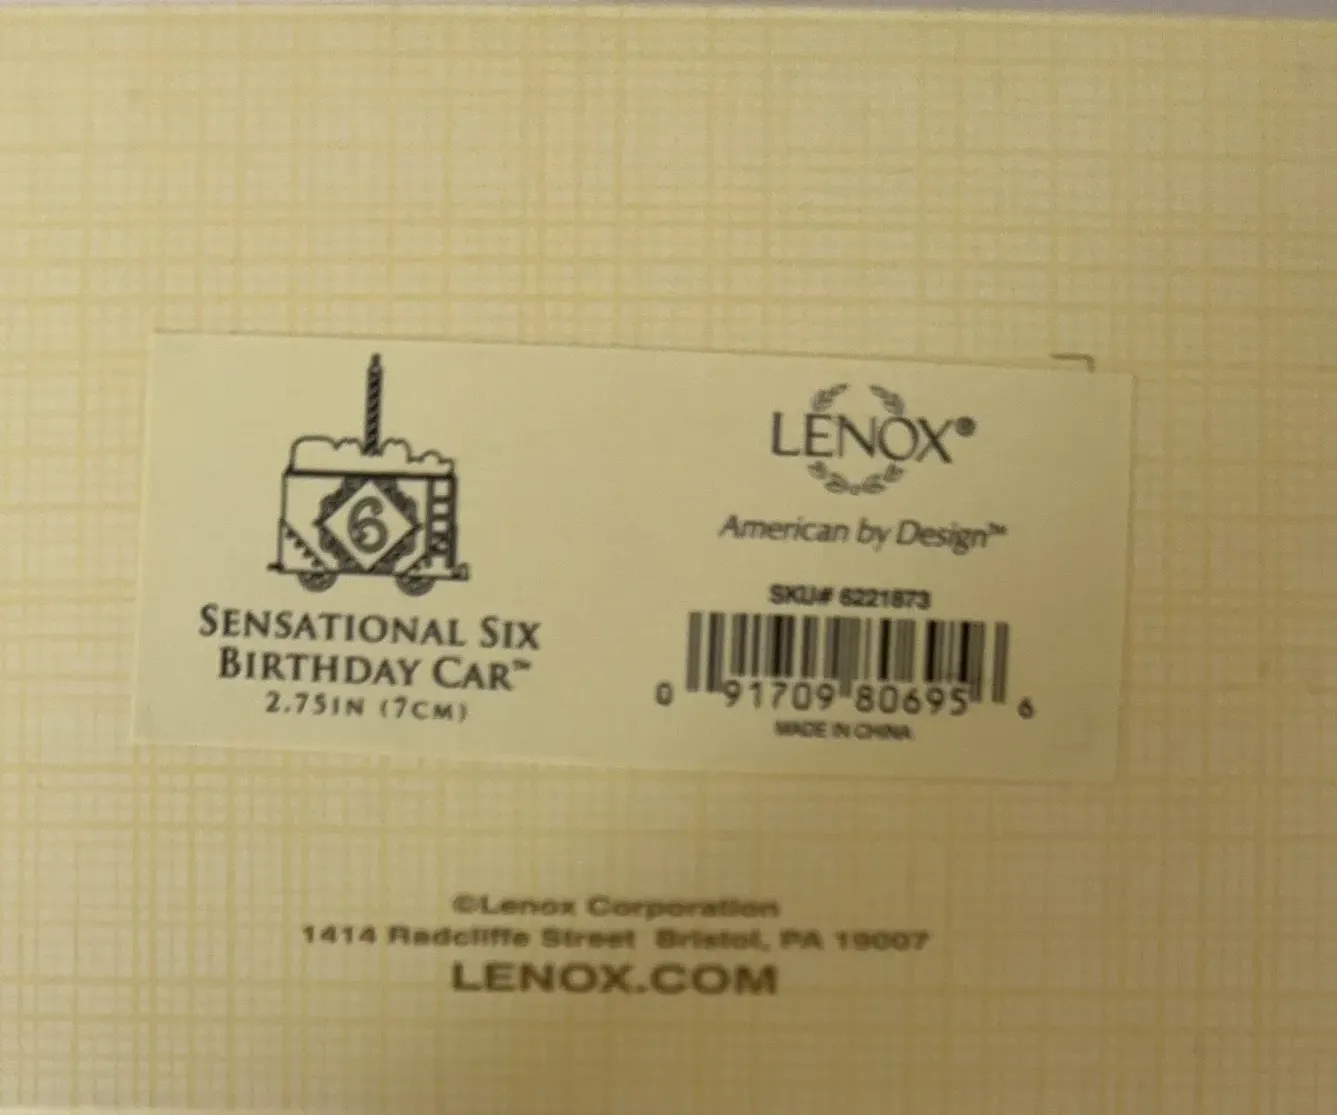 6
SENSATIONAL SIX
BIRTHDAY CAR™
2.75IN (7CM)
LENOX®
American by Design™
SKU# 6221873
0 91709 80695 6
MADE IN CHINA
©Lenox Corporation
1414 Radcliffe Street Bristol, PA 19007
LENOX.COM